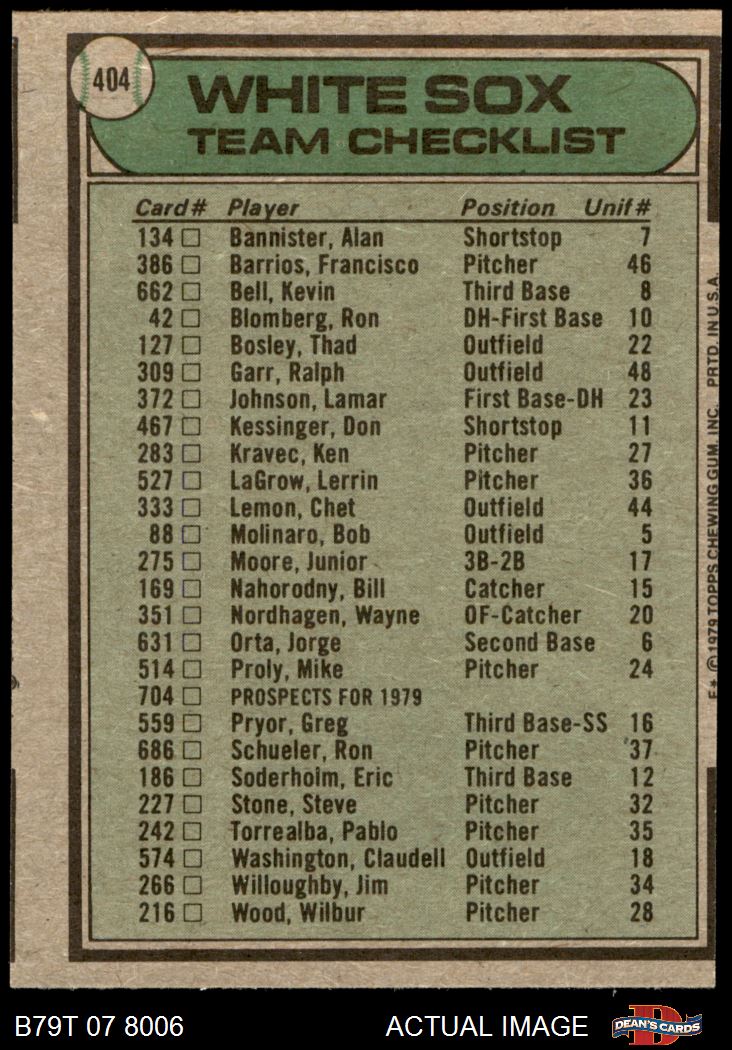 404
WHITE SOX
TEAM CHECKLIST
Card# Player Position Unif#
134 Bannister, Alan Shortstop 7
386 Barrios, Francisco Pitcher 46
662 Bell, Kevin Third Base 8
42 Blomberg, Ron DH-First Base 10
127 Bosley, Thad Outfield 22
309 Garr, Ralph Outfield 48
372 Johnson, Lamar First Base-DH 23
467 Kessinger, Don Shortstop 11
283 Kravec, Ken Pitcher 27
527 LaGrow, Lerrin Pitcher 36
333 Lemon, Chet Outfield 44
88 Molinaro, Bob Outfield 5
275 Moore, Junior 3B-2B 17
169 Nahorodny, Bill Catcher 15
351 Nordhagen, Wayne OF-Catcher 20
631 Orta, Jorge Second Base 6
514 Proly, Mike Pitcher 24
704 PROSPECTS FOR 1979
559 Pryor, Greg Third Base-SS 16
686 Schueler, Ron Pitcher 37
186 Soderholm, Eric Third Base 12
227 Stone, Steve Pitcher 32
242 Torrealba, Pablo Pitcher 35
574 Washington, Claudell Outfield 18
266 Willoughby, Jim Pitcher 34
216 Wood, Wilbur Pitcher 28
F* © 1979 TOPPS CHEWING GUM, INC. PRTD. IN U.S.A.
B79T 07 8006 ACTUAL IMAGE
D
DEAN'S CARDS